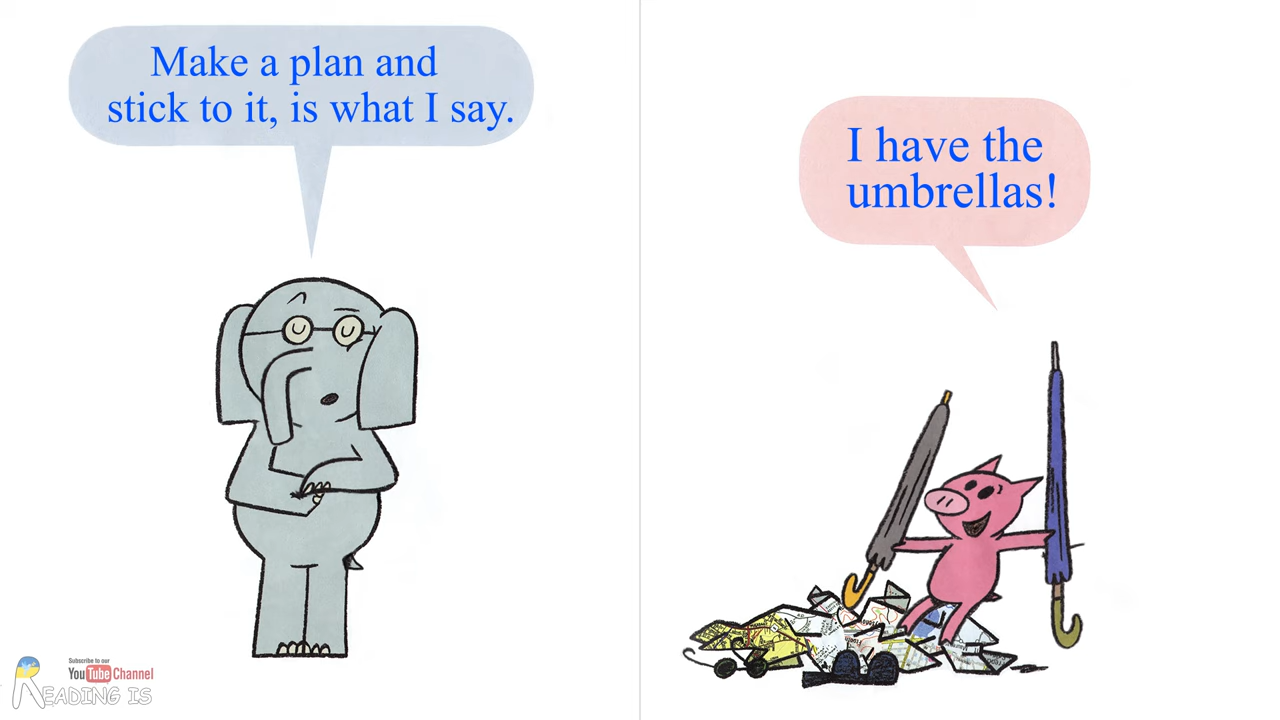 Make a plan and
stick to it, is what I say.
I have the
umbrellas!
Subscribe to our
YouTube Channel
READING IS